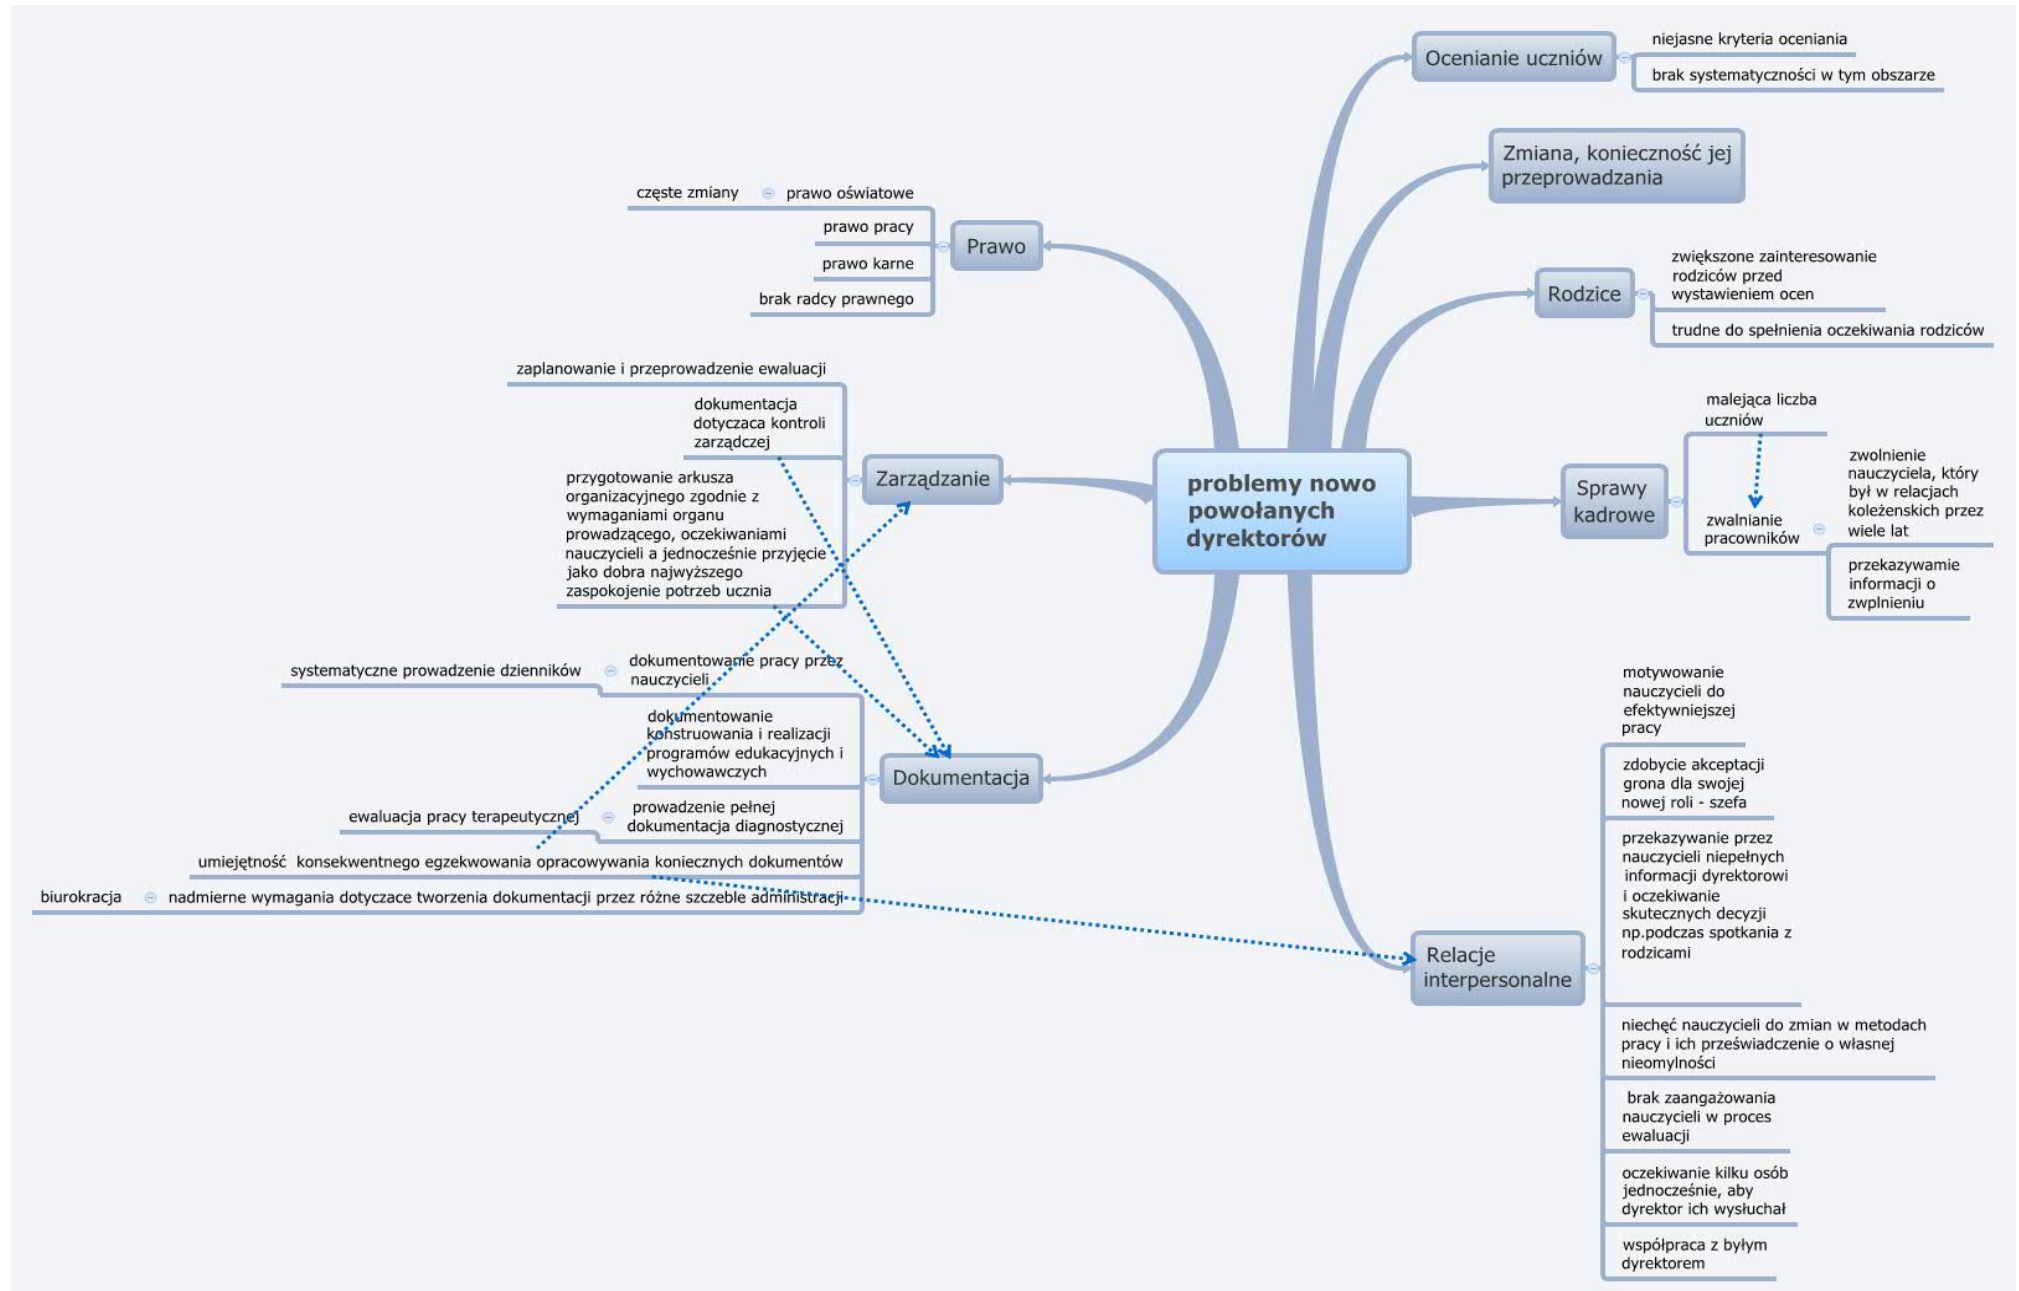 problemy nowo
powołanych
dyrektorów
Ocenianie uczniów
niejasne kryteria oceniania
brak systematyczności w tym obszarze
Zmiana, konieczność jej
przeprowadzania
Rodzice
zwiększone zainteresowanie
rodziców przed
wystawieniem ocen
trudne do spełnienia oczekiwania rodziców
Sprawy
kadrowe
malejąca liczba
uczniów
zwalnianie
pracowników
zwolnienie
nauczyciela, który
był w relacjach
koleżenskich przez
wiele lat
przekazywamie
informacji o
zwplnieniu
Relacje
interpersonalne
motywowanie
nauczycieli do
efektywniejszej
pracy
zdobycie akceptacji
grona dla swojej
nowej roli - szefa
przekazywanie przez
nauczycieli niepełnych
informacji dyrektorowi
i oczekiwanie
skutecznych decyzji
np.podczas spotkania z
rodzicami
niechęć nauczycieli do zmian w metodach
pracy i ich przeświadczenie o własnej
nieomylności
brak zaangażowania
nauczycieli w proces
ewaluacji
oczekiwanie kilku osób
jednocześnie, aby
dyrektor ich wysłuchał
współpraca z byłym
dyrektorem
Prawo
częste zmiany
prawo oświatowe
prawo pracy
prawo karne
brak radcy prawnego
Zarządzanie
zaplanowanie i przeprowadzenie ewaluacji
dokumentacja
dotyczaca kontroli
zarządczej
przygotowanie arkusza
organizacyjnego zgodnie z
wymaganiami organu
prowadzącego, oczekiwaniami
nauczycieli a jednocześnie przyjęcie
jako dobra najwyższego
zaspokojenie potrzeb ucznia
Dokumentacja
systematyczne prowadzenie dzienników
dokumentowanie pracy przez
nauczycieli
dokumentowanie
konstruowania i realizacji
programów edukacyjnych i
wychowawczych
ewaluacja pracy terapeutycznej
prowadzenie pełnej
dokumentacja diagnostycznej
umiejętność konsekwentnego egzekwowania opracowywania koniecznych dokumentów
biurokracja
nadmierne wymagania dotyczace tworzenia dokumentacji przez różne szczeble administracji